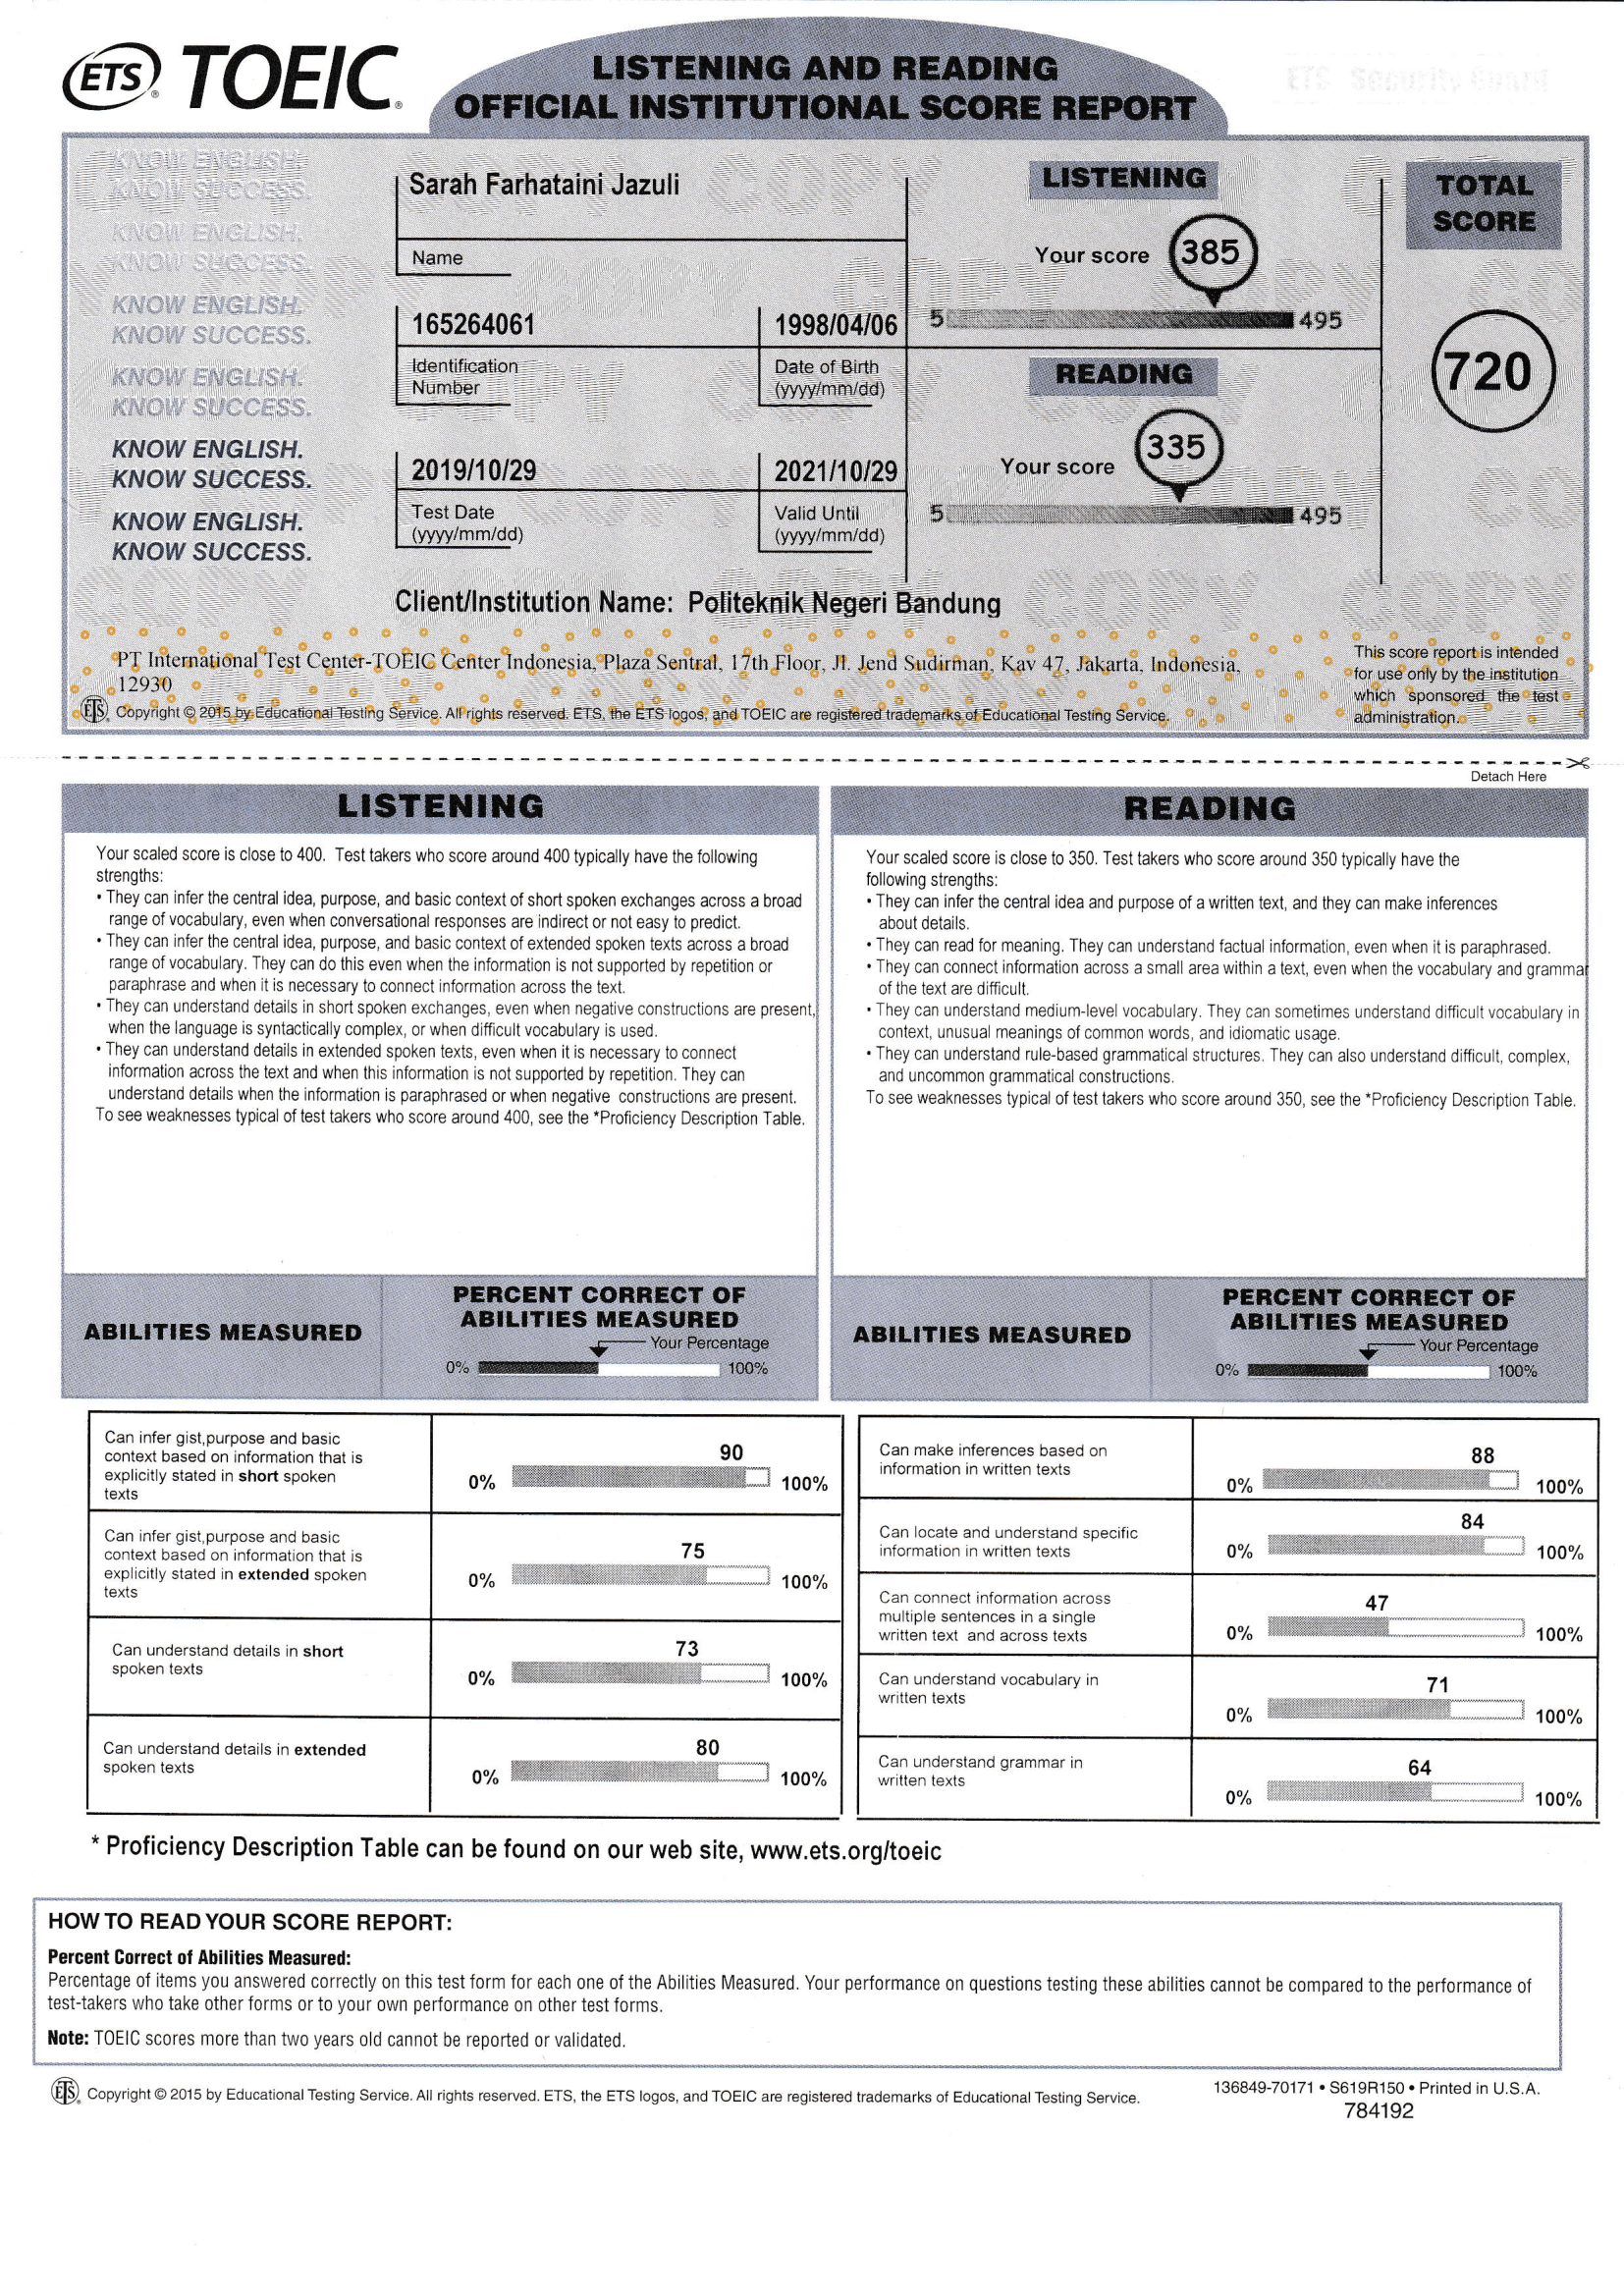 ETS TOEIC
LISTENING AND READING
OFFICIAL INSTITUTIONAL SCORE REPORT
KNOW ENGLISH.
KNOW SUCCESS.
KNOW ENGLISH.
KNOW SUCCESS.
KNOW ENGLISH.
KNOW SUCCESS.
KNOW ENGLISH.
KNOW SUCCESS.
KNOW ENGLISH.
KNOW SUCCESS.
KNOW ENGLISH.
KNOW SUCCESS.
Sarah Farhataini Jazuli
Name
165264061
Identification
Number
1998/04/06
Date of Birth
(yyyy/mm/dd)
2019/10/29
Test Date
(yyyy/mm/dd)
2021/10/29
Valid Until
(yyyy/mm/dd)
LISTENING
Your score 385
5 495
READING
Your score 335
5 495
TOTAL
SCORE
720
Client/Institution Name: Politeknik Negeri Bandung
PT International Test Center-TOEIC Center Indonesia, Plaza Sentral, 17th Floor, Jl. Jend Sudirman, Kav 47, Jakarta, Indonesia,
12930
ETS Copyright © 2015 by Educational Testing Service. All rights reserved. ETS, the ETS logos, and TOEIC are registered trademarks of Educational Testing Service.
This score report is intended
for use only by the institution
which sponsored the test
administration.
Detach Here
LISTENING
Your scaled score is close to 400. Test takers who score around 400 typically have the following
strengths:
• They can infer the central idea, purpose, and basic context of short spoken exchanges across a broad
range of vocabulary, even when conversational responses are indirect or not easy to predict.
• They can infer the central idea, purpose, and basic context of extended spoken texts across a broad
range of vocabulary. They can do this even when the information is not supported by repetition or
paraphrase and when it is necessary to connect information across the text.
• They can understand details in short spoken exchanges, even when negative constructions are present,
when the language is syntactically complex, or when difficult vocabulary is used.
• They can understand details in extended spoken texts, even when it is necessary to connect
information across the text and when this information is not supported by repetition. They can
understand details when the information is paraphrased or when negative constructions are present.
To see weaknesses typical of test takers who score around 400, see the *Proficiency Description Table.
READING
Your scaled score is close to 350. Test takers who score around 350 typically have the
following strengths:
• They can infer the central idea and purpose of a written text, and they can make inferences
about details.
• They can read for meaning. They can understand factual information, even when it is paraphrased.
• They can connect information across a small area within a text, even when the vocabulary and grammar
of the text are difficult.
• They can understand medium-level vocabulary. They can sometimes understand difficult vocabulary in
context, unusual meanings of common words, and idiomatic usage.
• They can understand rule-based grammatical structures. They can also understand difficult, complex,
and uncommon grammatical constructions.
To see weaknesses typical of test takers who score around 350, see the *Proficiency Description Table.
ABILITIES MEASURED
PERCENT CORRECT OF
ABILITIES MEASURED
Your Percentage
0% 100%
Can infer gist,purpose and basic
context based on information that is
explicitly stated in short spoken
texts
90
0% 100%
Can infer gist,purpose and basic
context based on information that is
explicitly stated in extended spoken
texts
75
0% 100%
Can understand details in short
spoken texts
73
0% 100%
Can understand details in extended
spoken texts
80
0% 100%
ABILITIES MEASURED
PERCENT CORRECT OF
ABILITIES MEASURED
Your Percentage
0% 100%
Can make inferences based on
information in written texts
88
0% 100%
Can locate and understand specific
information in written texts
84
0% 100%
Can connect information across
multiple sentences in a single
written text and across texts
47
0% 100%
Can understand vocabulary in
written texts
71
0% 100%
Can understand grammar in
written texts
64
0% 100%
* Proficiency Description Table can be found on our web site, www.ets.org/toeic
HOW TO READ YOUR SCORE REPORT:
Percent Correct of Abilities Measured:
Percentage of items you answered correctly on this test form for each one of the Abilities Measured. Your performance on questions testing these abilities cannot be compared to the performance of
test-takers who take other forms or to your own performance on other test forms.
Note: TOEIC scores more than two years old cannot be reported or validated.
ETS Copyright © 2015 by Educational Testing Service. All rights reserved. ETS, the ETS logos, and TOEIC are registered trademarks of Educational Testing Service.
136849-70171 • S619R150 • Printed in U.S.A.
784192